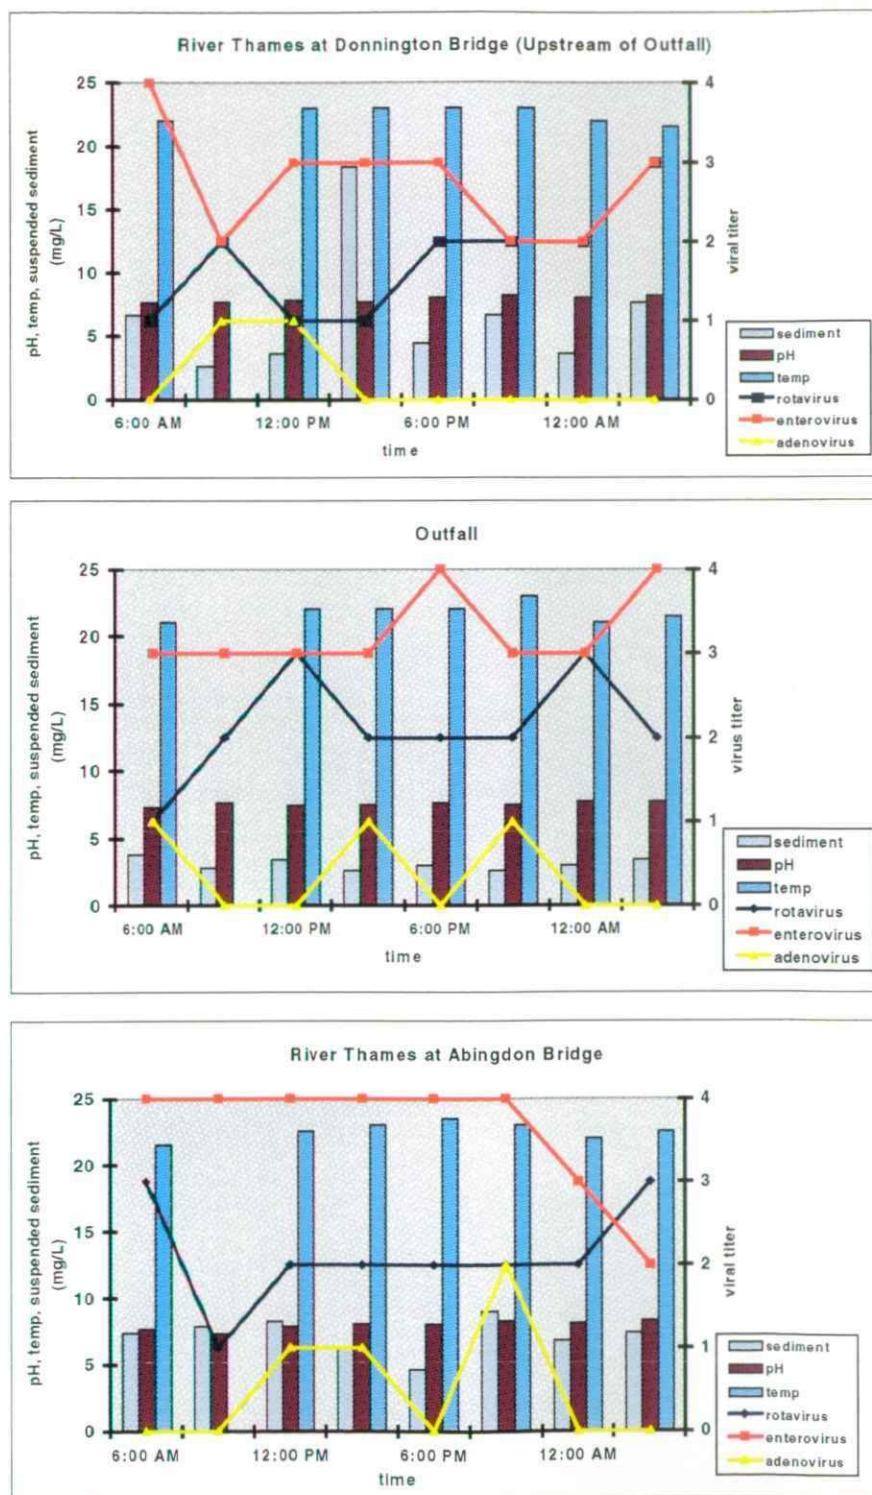 River Thames at Donnington Bridge (Upstream of Outfall)
pH, temp, suspended sediment
(mg/L)
25
20
15
10
5
0
4
3
2
1
0
viral titer
6:00 AM
12:00 PM
6:00 PM
12:00 AM
time
sediment
pH
temp
rotavirus
enterovirus
adenovirus
Outfall
pH, temp, suspended sediment
(mg/L)
25
20
15
10
5
0
4
3
2
1
0
virus titer
6:00 AM
12:00 PM
6:00 PM
12:00 AM
time
sediment
pH
temp
rotavirus
enterovirus
adenovirus
River Thames at Abingdon Bridge
pH, temp, suspended sediment
(mg/L)
25
20
15
10
5
0
4
3
2
1
0
viral titer
6:00 AM
12:00 PM
6:00 PM
12:00 AM
time
sediment
pH
temp
rotavirus
enterovirus
adenovirus